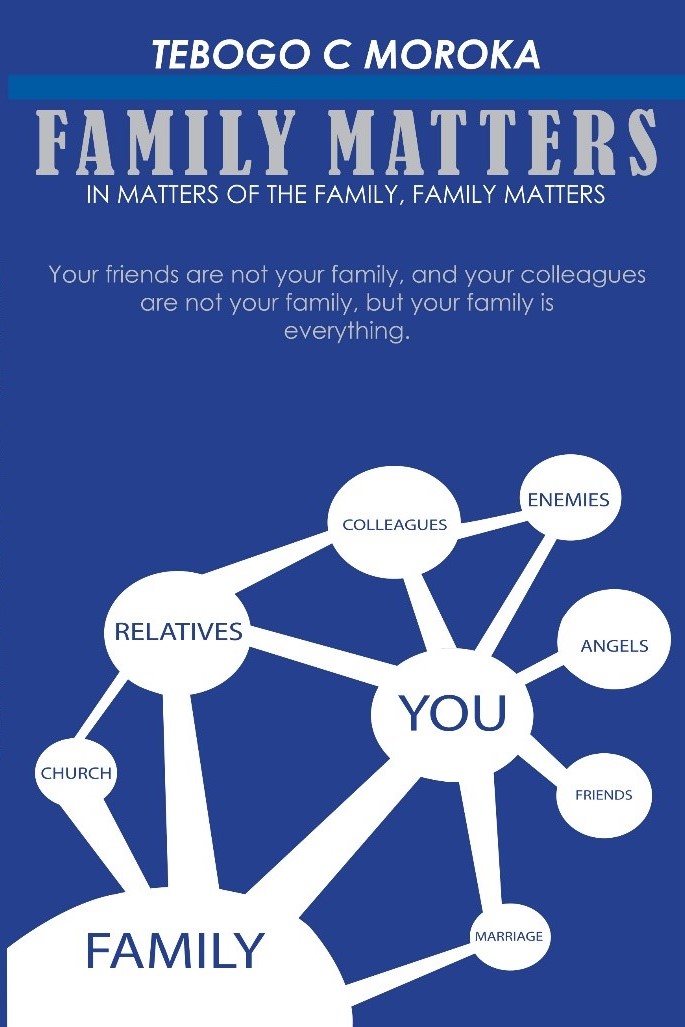 TEBOGO C MOROKA
FAMILY MATTERS
IN MATTERS OF THE FAMILY, FAMILY MATTERS
Your friends are not your family, and your colleagues
are not your family, but your family is
everything.
ENEMIES
COLLEAGUES
RELATIVES
ANGELS
YOU
CHURCH
FRIENDS
MARRIAGE
FAMILY